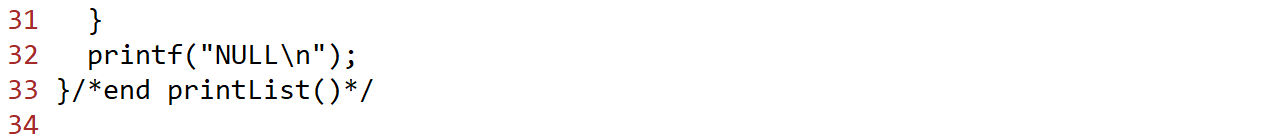 31   }
32   printf("NULL\n");
33 }/*end printList()*/
34